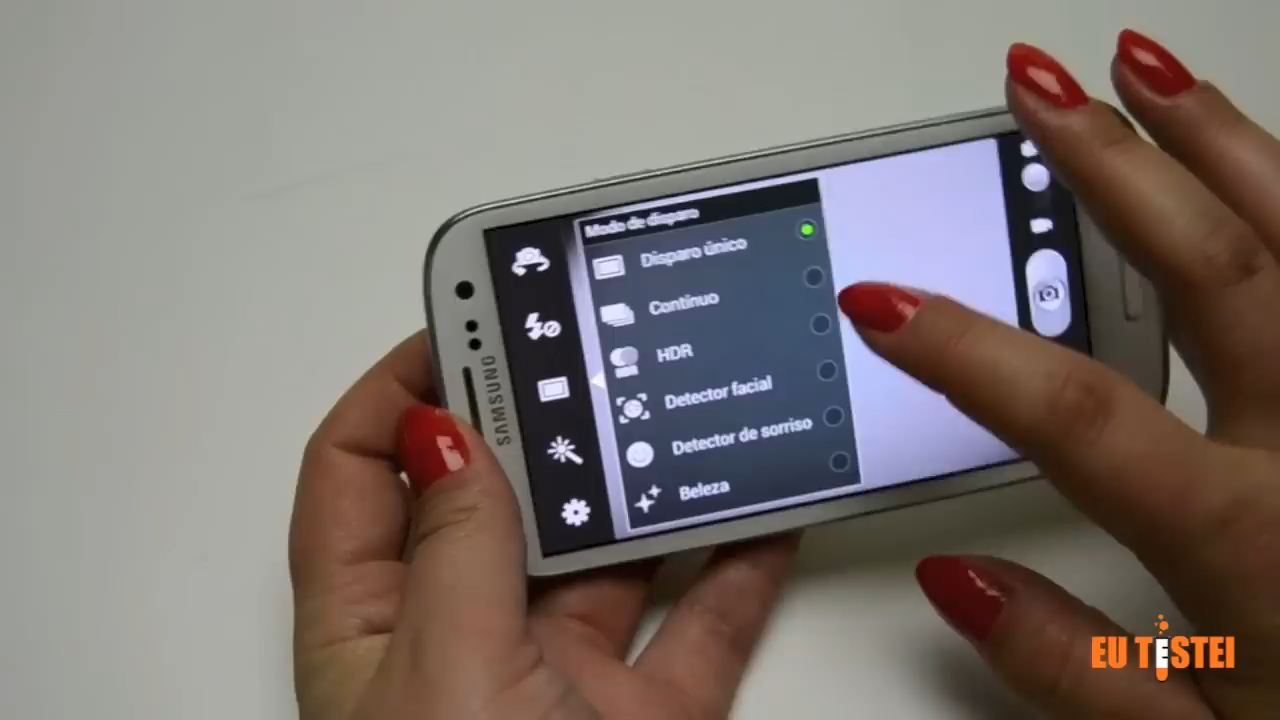 SAMSUNG
Modo de disparo
Disparo único
Contínuo
HDR
Detector facial
Detector de sorriso
Beleza
EU TESTEI